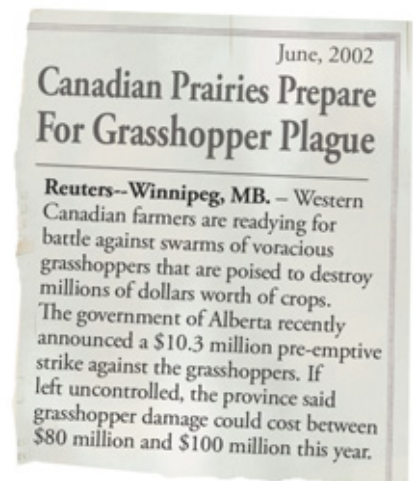 June, 2002
Canadian Prairies Prepare
For Grasshopper Plague
Reuters--Winnipeg, MB. – Western
Canadian farmers are readying for
battle against swarms of voracious
grasshoppers that are poised to destroy
millions of dollars worth of crops.
The government of Alberta recently
announced a $10.3 million pre-emptive
strike against the grasshoppers. If
left uncontrolled, the province said
grasshopper damage could cost between
$80 million and $100 million this year.